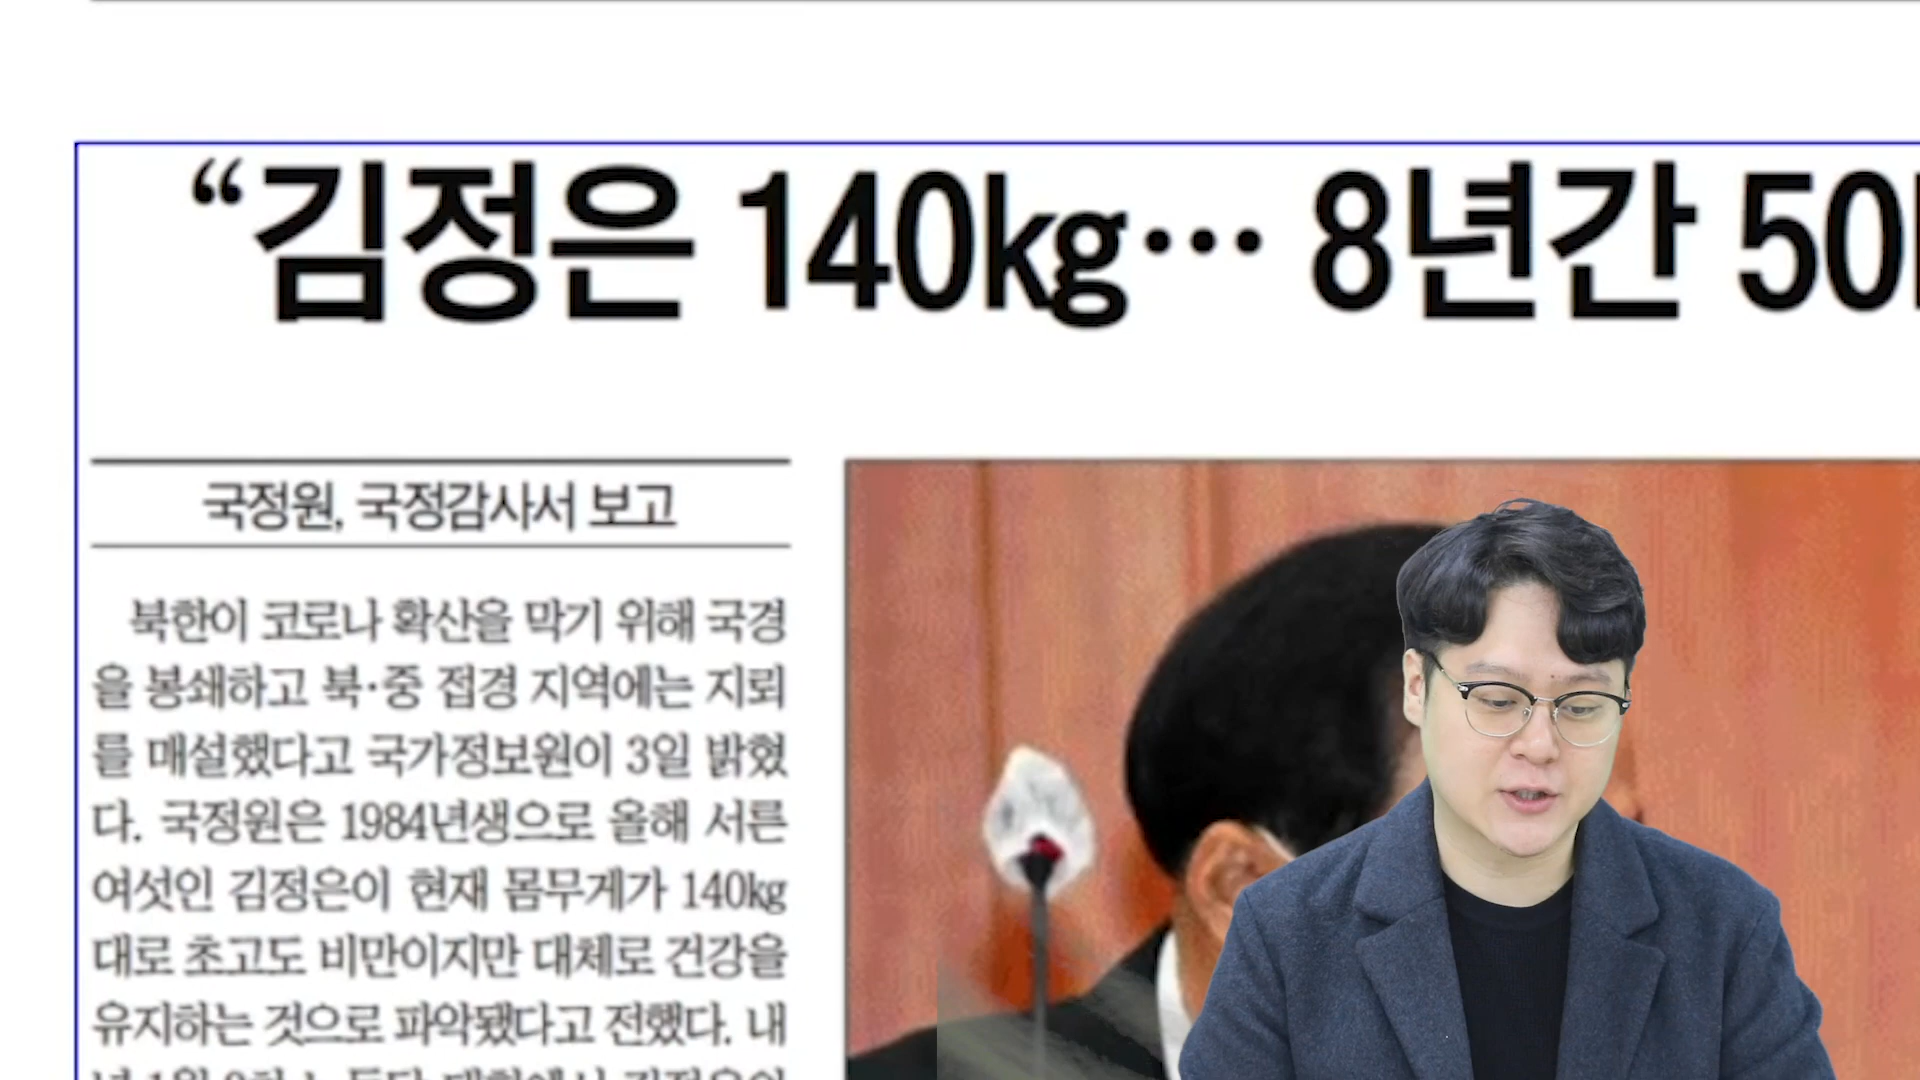 “김정은 140kg… 8년간 50
국정원, 국정감사서 보고
북한이 코로나 확산을 막기 위해 국경
을 봉쇄하고 북·중 접경 지역에는 지뢰
를 매설했다고 국가정보원이 3일 밝혔
다. 국정원은 1984년생으로 올해 서른
여섯인 김정은이 현재 몸무게가 140kg
대로 초고도 비만이지만 대체로 건강을
유지하는 것으로 파악됐다고 전했다. 내